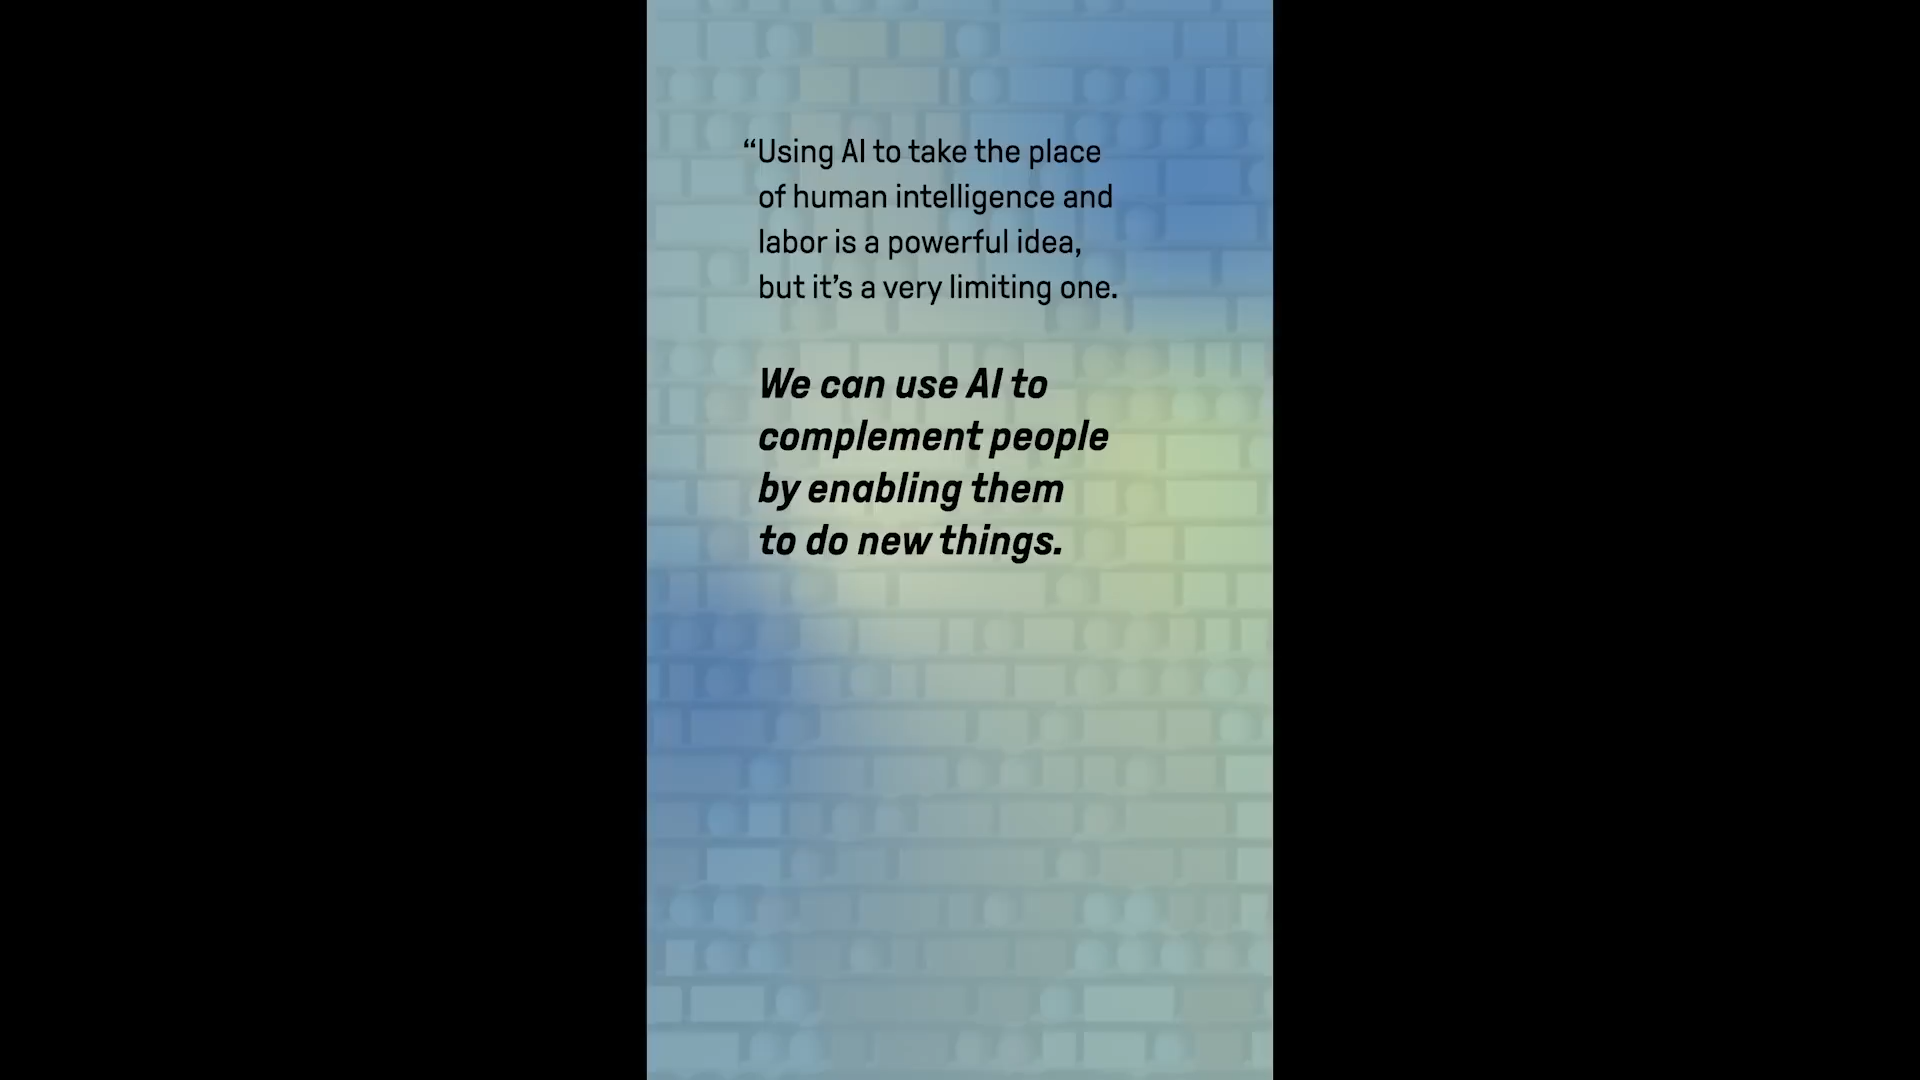 “Using AI to take the place
of human intelligence and
labor is a powerful idea,
but it’s a very limiting one.
We can use AI to
complement people
by enabling them
to do new things.